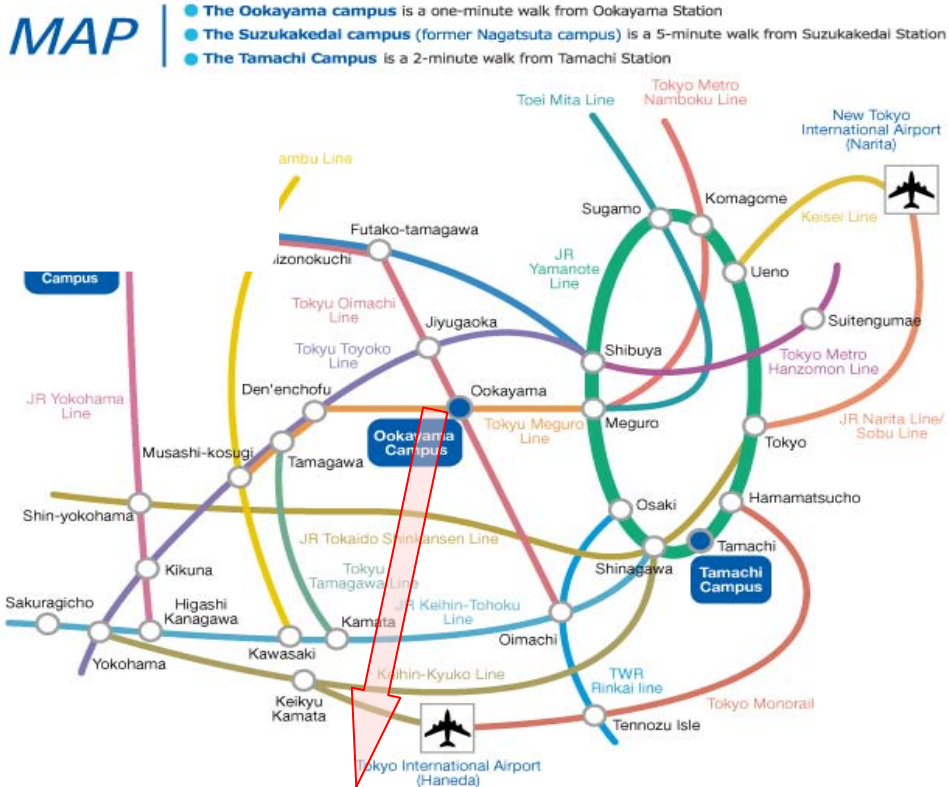 MAP
The Ookayama campus is a one-minute walk from Ookayama Station
The Suzukakedai campus (former Nagatsuta campus) is a 5-minute walk from Suzukakedai Station
The Tamachi Campus is a 2-minute walk from Tamachi Station
Toei Mita Line
Tokyo Metro
Namboku Line
New Tokyo
International Airport
(Narita)
ambu Line
Sugamo
Komagome
Keisei Line
Futako-tamagawa
izonokuchi
JR
Yamanote
Line
Ueno
Campus
Tokyu Oimachi
Line
Jiyugaoka
Suitengumae
Tokyu Toyoko
Line
Shibuya
Tokyo Metro
Hanzomon Line
Den'enchofu
Ookayama
JR Yokohama
Line
Ookayama
Campus
Tokyu Meguro
Line
Meguro
JR Narita Line/
Sobu Line
Tokyo
Musashi-kosugi
Tamagawa
Osaki
Hamamatsucho
Shin-yokohama
JR Tokaido Shinkansen Line
Shinagawa
Tamachi
Tamachi
Campus
Kikuna
Tokyu
Tamagawa Line
Sakuragicho
Higashi
Kanagawa
Kamata
JR Keihin-Tohoku
Line
Oimachi
Yokohama
Kawasaki
Keihin-Kyuko Line
TWR
Rinkai line
Keikyu
Kamata
Tokyo Monorail
Tennozu Isle
Tokyo International Airport
(Haneda)